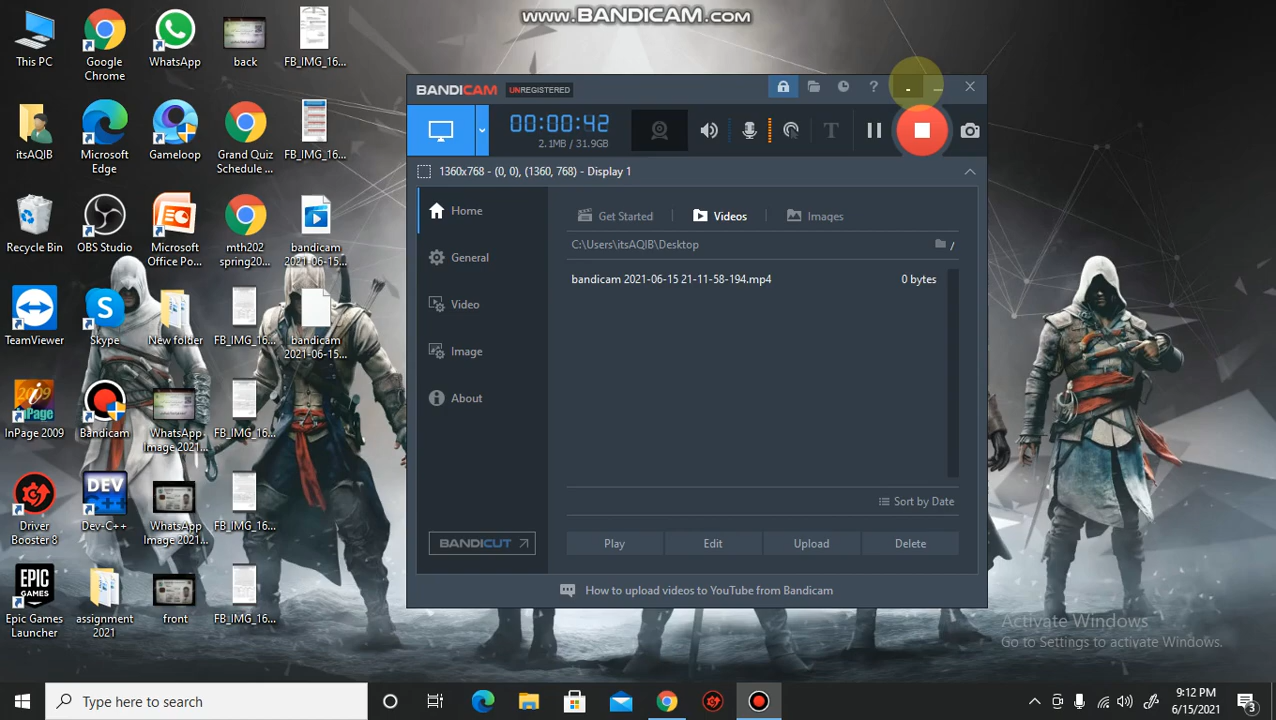 www.BANDICAM.com
This PC
Google
Chrome
WhatsApp
back
FB_IMG_16...
itsAQIB
Microsoft
Edge
Gameloop
Grand Quiz
Schedule ...
FB_IMG_16...
Recycle Bin
OBS Studio
Microsoft
Office Po...
mth202
spring20...
bandicam
2021-06-15...
TeamViewer
Skype
New folder
FB_IMG_16...
bandicam
2021-06-15...
2009
InPage 2009
Bandicam
WhatsApp
Image 2021...
FB_IMG_16...
Driver
Booster 8
DEV
Dev-C++
WhatsApp
Image 2021...
FB_IMG_16...
EPIC
GAMES
Epic Games
Launcher
assignment
2021
front
FB_IMG_16...
BANDICAM UNREGISTERED
00:00:42
2.1MB / 31.9GB
1360x768 - (0, 0), (1360, 768) - Display 1
Home
General
Video
Image
About
BANDICUT
Get Started
Videos
Images
C:\Users\itsAQIB\Desktop
/
bandicam 2021-06-15 21-11-58-194.mp4
0 bytes
Sort by Date
Play
Edit
Upload
Delete
How to upload videos to YouTube from Bandicam
Activate Windows
Go to Settings to activate Windows.
Type here to search
9:12 PM
6/15/2021
3